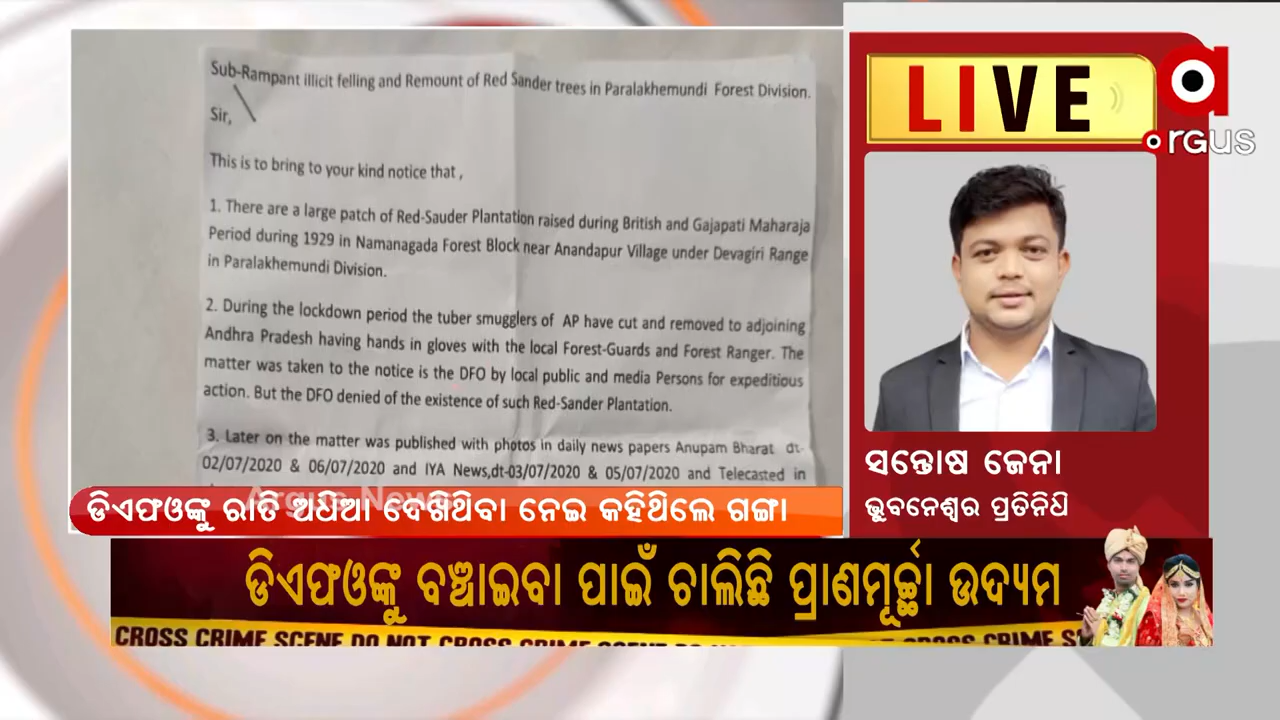 Sub-Rampant illicit felling and Remount of Red Sander trees in Paralakhemundi Forest Division.
Sir,
This is to bring to your kind notice that ,
1. There are a large patch of Red-Sauder Plantation raised during British and Gajapati Maharaja
Period during 1929 in Namanagada Forest Block near Anandapur Village under Devagiri Range
in Paralakhemundi Division.
2. During the lockdown period the tuber smugglers of AP have cut and removed to adjoining
Andhra Pradesh having hands in gloves with the local Forest-Guards and Forest Ranger. The
matter was taken to the notice is the DFO by local public and media Persons for expeditious
action. But the DFO denied of the existence of such Red-Sander Plantation.
3. Later on the matter was published with photos in daily news papers Anupam Bharat dt-
02/07/2020 & 06/07/2020 and IYA News,dt-03/07/2020 & 05/07/2020 and Telecasted in
Argus News
ଡିଏଫଓଙ୍କୁ ରାତି ଅଧିଆ ଦେଖିଥିବା ନେଇ କହିଥିଲେ ଗଙ୍ଗା
LIVE
argus
ସନ୍ତୋଷ ଜେନା
ଭୁବନେଶ୍ୱର ପ୍ରତିନିଧି
ଡିଏଫଓଙ୍କୁ ବଞ୍ଚାଇବା ପାଇଁ ଚାଲିଛି ପ୍ରାଣମୂର୍ଚ୍ଛା ଉଦ୍ୟମ
CROSS CRIME SCENE DO NOT CROSS CRIME SCENE DO NOT CROSS CRIME